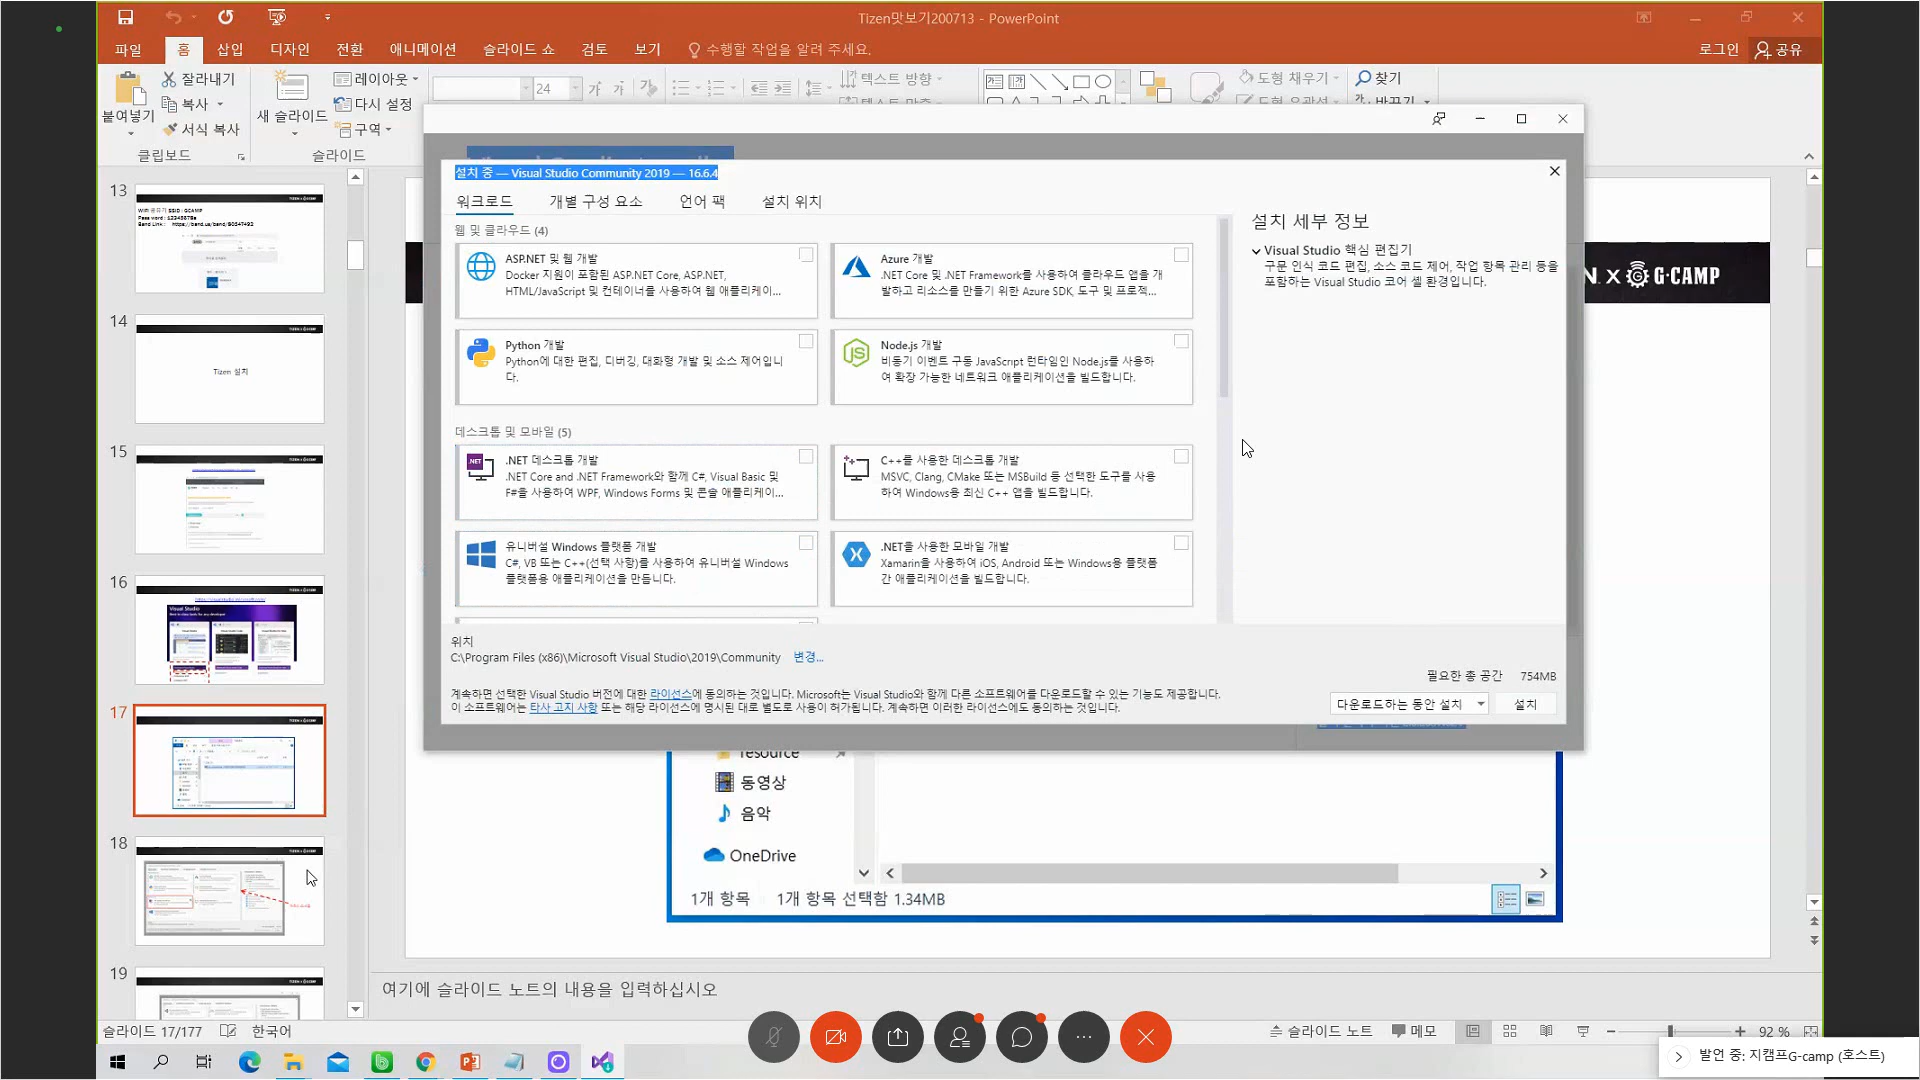 Tizen맛보기200713 - PowerPoint
파일 홈 삽입 디자인 전환 애니메이션 슬라이드 쇼 검토 보기 수행할 작업을 알려 주세요. 로그인 공유
붙여넣기
잘라내기
복사
서식 복사
클립보드
새 슬라이드
레이아웃
다시 설정
구역
슬라이드
24
텍스트 방향
도형 채우기
찾기
13
Pass word : 12345678a
14
Tizen 설치
15
16
Visual Studio
17
18
19
N. X G·CAMP
설치 중 — Visual Studio Community 2019 — 16.6.4
워크로드 개별 구성 요소 언어 팩 설치 위치
웹 및 클라우드 (4)
ASP.NET 및 웹 개발
Docker 지원이 포함된 ASP.NET Core, ASP.NET,
HTML/JavaScript 및 컨테이너를 사용하여 웹 애플리케이...
Azure 개발
.NET Core 및 .NET Framework를 사용하여 클라우드 앱을 개
발하고 리소스를 만들기 위한 Azure SDK, 도구 및 프로젝...
Python 개발
Python에 대한 편집, 디버깅, 대화형 개발 및 소스 제어입니
다.
Node.js 개발
비동기 이벤트 구동 JavaScript 런타임인 Node.js를 사용하
여 확장 가능한 네트워크 애플리케이션을 빌드합니다.
데스크톱 및 모바일 (5)
.NET 데스크톱 개발
.NET Core and .NET Framework와 함께 C#, Visual Basic 및
F#을 사용하여 WPF, Windows Forms 및 콘솔 애플리케이...
C++를 사용한 데스크톱 개발
MSVC, Clang, CMake 또는 MSBuild 등 선택한 도구를 사용
하여 Windows용 최신 C++ 앱을 빌드합니다.
유니버설 Windows 플랫폼 개발
C#, VB 또는 C++(선택 사항)를 사용하여 유니버설 Windows
플랫폼용 애플리케이션을 만듭니다.
.NET을 사용한 모바일 개발
Xamarin을 사용하여 iOS, Android 또는 Windows용 플랫폼
간 애플리케이션을 빌드합니다.
설치 세부 정보
Visual Studio 핵심 편집기
구문 인식 코드 편집, 소스 코드 제어, 작업 항목 관리 등을
포함하는 Visual Studio 코어 셸 환경입니다.
위치
C:\Program Files (x86)\Microsoft Visual Studio\2019\Community 변경...
필요한 총 공간 754MB
계속하면 선택한 Visual Studio 버전에 대한 라이선스에 동의하는 것입니다. Microsoft는 Visual Studio와 함께 다른 소프트웨어를 다운로드할 수 있는 기능도 제공합니다.
이 소프트웨어는 타사 고지 사항 또는 해당 라이선스에 명시된 대로 별도로 사용이 허가됩니다. 계속하면 이러한 라이선스에도 동의하는 것입니다.
다운로드하는 동안 설치 설치
resource
동영상
음악
OneDrive
1개 항목 1개 항목 선택함 1.34MB
여기에 슬라이드 노트의 내용을 입력하십시오
슬라이드 17/177 한국어
슬라이드 노트 메모 92 %
발언 중: 지캠프G-camp (호스트)